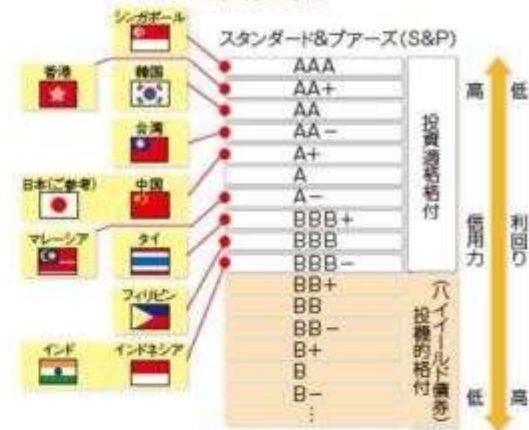 シンガポール
スタンダード&プアーズ(S&P)
香港
韓国
台湾
日本(ご参考)
中国
マレーシア
タイ
フィリピン
インド
インドネシア
AAA
AA+
AA
AA−
A+
A
A−
BBB+
BBB
BBB−
BB+
BB
BB−
B+
B
B−
⋮
投資適格格付
(ハイイールド債券)
投機的格付
高
信用力
低
低
利回り
高